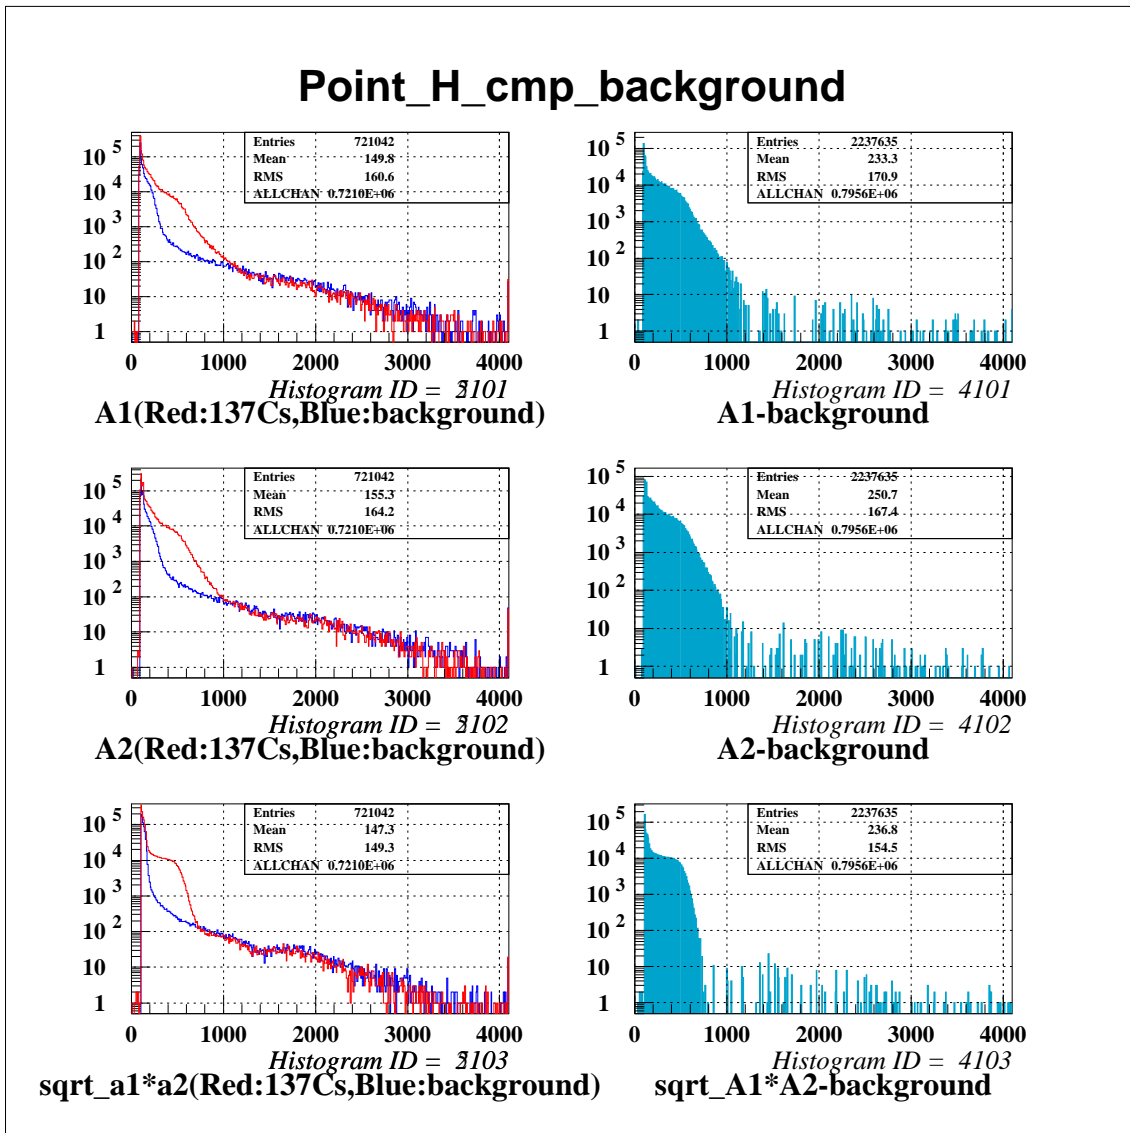 Point_H_cmp_background
Entries 721042
Mean 149.8
RMS 160.6
ALLCHAN 0.7210E+06
10 5
10 4
10 3
10 2
10
1
0 1000 2000 3000 4000
Histogram ID = 2101
A1(Red:137Cs,Blue:background)
Entries 2237635
Mean 233.3
RMS 170.9
ALLCHAN 0.7956E+06
10 5
10 4
10 3
10 2
10
1
0 1000 2000 3000 4000
Histogram ID = 4101
A1-background
Entries 721042
Mean 155.3
RMS 164.2
ALLCHAN 0.7210E+06
10 5
10 4
10 3
10 2
10
1
0 1000 2000 3000 4000
Histogram ID = 2102
A2(Red:137Cs,Blue:background)
Entries 2237635
Mean 250.7
RMS 167.4
ALLCHAN 0.7956E+06
10 5
10 4
10 3
10 2
10
1
0 1000 2000 3000 4000
Histogram ID = 4102
A2-background
Entries 721042
Mean 147.3
RMS 149.3
ALLCHAN 0.7210E+06
10 5
10 4
10 3
10 2
10
1
0 1000 2000 3000 4000
Histogram ID = 2103
sqrt_a1*a2(Red:137Cs,Blue:background)
Entries 2237635
Mean 236.8
RMS 154.5
ALLCHAN 0.7956E+06
10 5
10 4
10 3
10 2
10
1
0 1000 2000 3000 4000
Histogram ID = 4103
sqrt_A1*A2-background